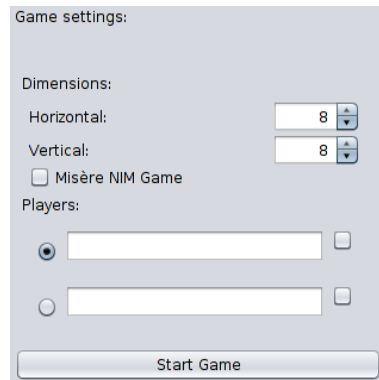 Game settings:
Dimensions:
Horizontal: 8
Vertical: 8
Misère NIM Game
Players:
Start Game